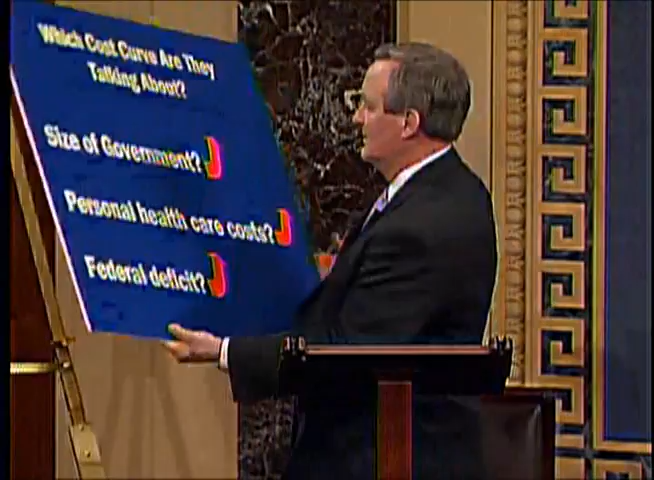 Which Cost Curve Are They
Talking About?
Size of Government?
Personal health care costs?
Federal deficit?